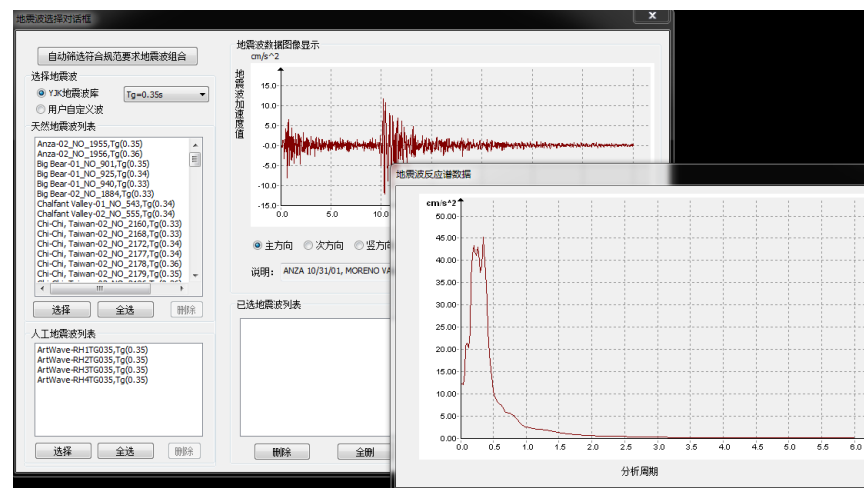 地震波选择对话框
x
自动筛选符合规范要求地震波组合
选择地震波
YJK地震波库
Tg=0.35s
用户自定义波
天然地震波列表
Anza-02_NO_1955,Tg(0.35)
Anza-02_NO_1956,Tg(0.36)
Big Bear-01_NO_901,Tg(0.35)
Big Bear-01_NO_925,Tg(0.34)
Big Bear-01_NO_940,Tg(0.33)
Big Bear-02_NO_1884,Tg(0.33)
Chalfant Valley-01_NO_543,Tg(0.34)
Chalfant Valley-02_NO_555,Tg(0.34)
Chi-Chi, Taiwan-02_NO_2160,Tg(0.33)
Chi-Chi, Taiwan-02_NO_2168,Tg(0.33)
Chi-Chi, Taiwan-02_NO_2172,Tg(0.34)
Chi-Chi, Taiwan-02_NO_2177,Tg(0.34)
Chi-Chi, Taiwan-02_NO_2178,Tg(0.36)
Chi-Chi, Taiwan-02_NO_2179,Tg(0.35)
选择 全选 删除
人工地震波列表
ArtWave-RH1TG035,Tg(0.35)
ArtWave-RH2TG035,Tg(0.35)
ArtWave-RH3TG035,Tg(0.35)
ArtWave-RH4TG035,Tg(0.35)
选择 全选 删除
地震波数据图像显示
cm/s^2
地震波加速度值
15.0
10.0
5.0
-0.0
-5.0
-10.0
-15.0
0.0 5.0 10.0
主方向 次方向 竖方向
说明: ANZA 10/31/01, MORENO VA
已选地震波列表
删除 全删
地震波反应谱数据
cm/s^2
50.00
45.00
40.00
35.00
30.00
25.00
20.00
15.00
10.00
5.00
0.00
0.0 0.5 1.0 1.5 2.0 2.5 3.0 3.5 4.0 4.5 5.0 5.5 6.0
分析周期